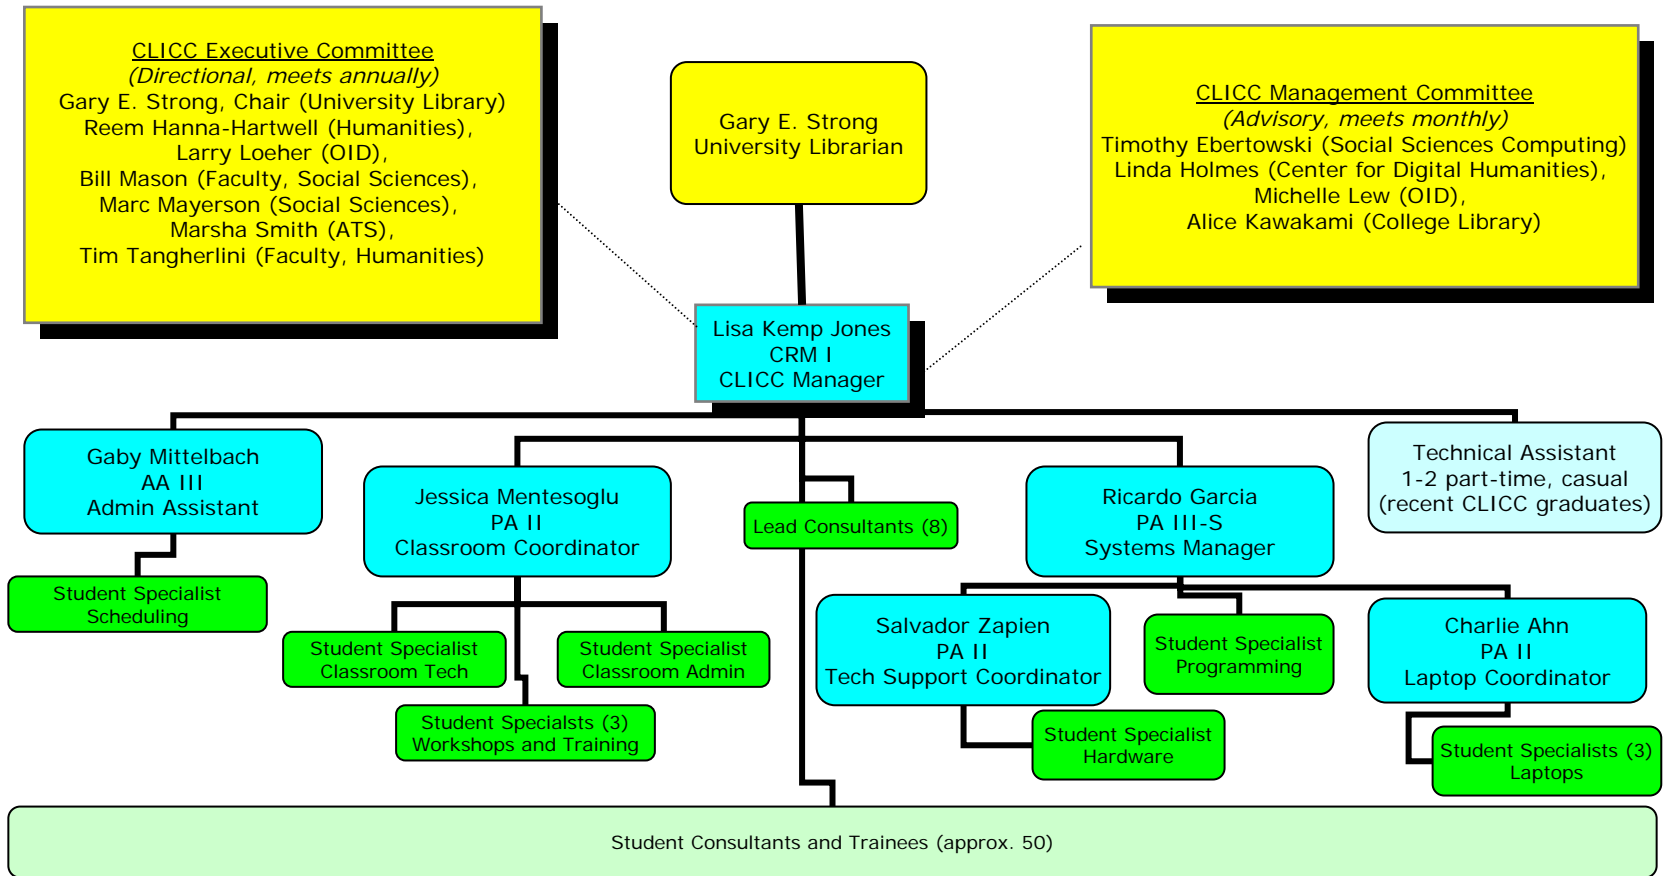 CLICC Executive Committee
(Directional, meets annually)
Gary E. Strong, Chair (University Library)
Reem Hanna-Hartwell (Humanities),
Larry Loeher (OID),
Bill Mason (Faculty, Social Sciences),
Marc Mayerson (Social Sciences),
Marsha Smith (ATS),
Tim Tangherlini (Faculty, Humanities)
Gary E. Strong
University Librarian
CLICC Management Committee
(Advisory, meets monthly)
Timothy Ebertowski (Social Sciences Computing)
Linda Holmes (Center for Digital Humanities),
Michelle Lew (OID),
Alice Kawakami (College Library)
Lisa Kemp Jones
CRM I
CLICC Manager
Gaby Mittelbach
AA III
Admin Assistant
Jessica Mentesoglu
PA II
Classroom Coordinator
Lead Consultants (8)
Ricardo Garcia
PA III-S
Systems Manager
Technical Assistant
1-2 part-time, casual
(recent CLICC graduates)
Student Specialist
Scheduling
Student Specialist
Classroom Tech
Student Specialist
Classroom Admin
Student Specialsts (3)
Workshops and Training
Salvador Zapien
PA II
Tech Support Coordinator
Student Specialist
Programming
Charlie Ahn
PA II
Laptop Coordinator
Student Specialist
Hardware
Student Specialists (3)
Laptops
Student Consultants and Trainees (approx. 50)